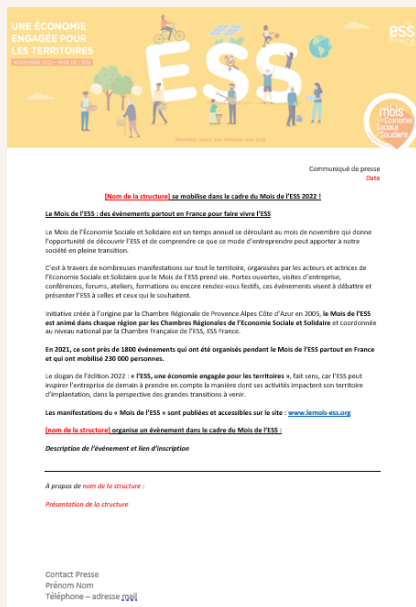 UNE ÉCONOMIE
ENGAGÉE POUR
LES TERRITOIRES
NOVEMBRE 2022 • MOIS DE L'ESS
ess
ESS
le
mois
de l'Économie
Sociale
Solidaire
Rendez-vous sur lemois-ess.org
Communiqué de presse
Date
[Nom de la structure] se mobilise dans le cadre du Mois de l'ESS 2022 !
Le Mois de l'ESS : des événements partout en France pour faire vivre l'ESS
Le Mois de l'Économie Sociale et Solidaire est un temps annuel se déroulant au mois de novembre qui donne
l'opportunité de découvrir l'ESS et de comprendre ce que ce mode d'entreprendre peut apporter à notre
société en pleine transition.
C'est à travers de nombreuses manifestations sur tout le territoire, organisées par les acteurs et actrices de
l'Economie Sociale et Solidaire que le Mois de l'ESS prend vie. Portes ouvertes, visites d'entreprise,
conférences, forums, ateliers, formations ou encore rendez-vous festifs, ces événements visent à débattre et
présenter l'ESS à celles et ceux qui le souhaitent.
Initiative créée à l'origine par la Chambre Régionale de Provence Alpes Côte d'Azur en 2005, le Mois de l'ESS
est animé dans chaque région par les Chambres Régionales de l'Economie Sociale et Solidaire et coordonnée
au niveau national par la Chambre Française de l'ESS, ESS France.
En 2021, ce sont près de 1800 événements qui ont été organisés pendant le Mois de l'ESS partout en France
et qui ont mobilisé 230 000 personnes.
Le slogan de l'édition 2022 : « l'ESS, une économie engagée pour les territoires », fait sens, car l'ESS peut
inspirer l'entreprise de demain à prendre en compte la manière dont ses activités impactent son territoire
d'implantation, dans la perspective des grandes transitions à venir.
Les manifestations du « Mois de l'ESS » sont publiées et accessibles sur le site : www.lemois-ess.org
[nom de la structure] organise un évènement dans le cadre du Mois de l'ESS :
Description de l'événement et lien d'inscription
À propos de nom de la structure :
Présentation de la structure
Contact Presse
Prénom Nom
Téléphone – adresse mail